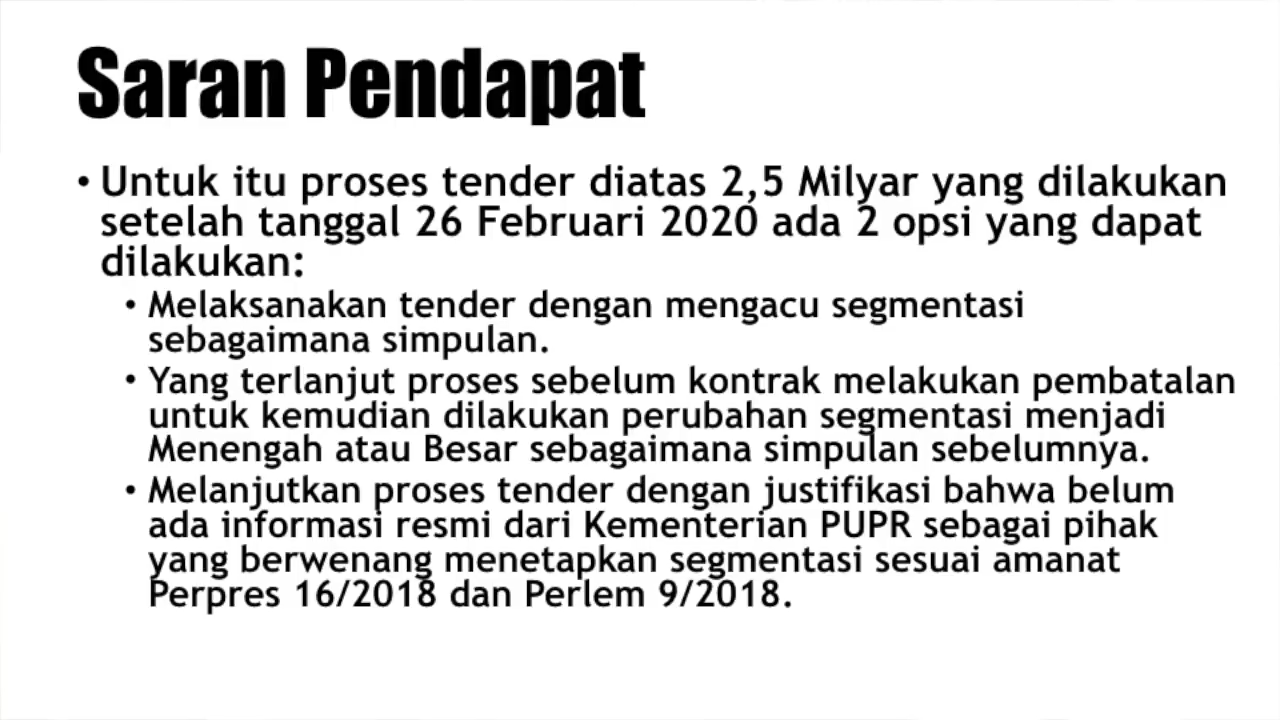 Saran Pendapat
• Untuk itu proses tender diatas 2,5 Milyar yang dilakukan
setelah tanggal 26 Februari 2020 ada 2 opsi yang dapat
dilakukan:
• Melaksanakan tender dengan mengacu segmentasi
sebagaimana simpulan.
• Yang terlanjut proses sebelum kontrak melakukan pembatalan
untuk kemudian dilakukan perubahan segmentasi menjadi
Menengah atau Besar sebagaimana simpulan sebelumnya.
• Melanjutkan proses tender dengan justifikasi bahwa belum
ada informasi resmi dari Kementerian PUPR sebagai pihak
yang berwenang menetapkan segmentasi sesuai amanat
Perpres 16/2018 dan Perlem 9/2018.